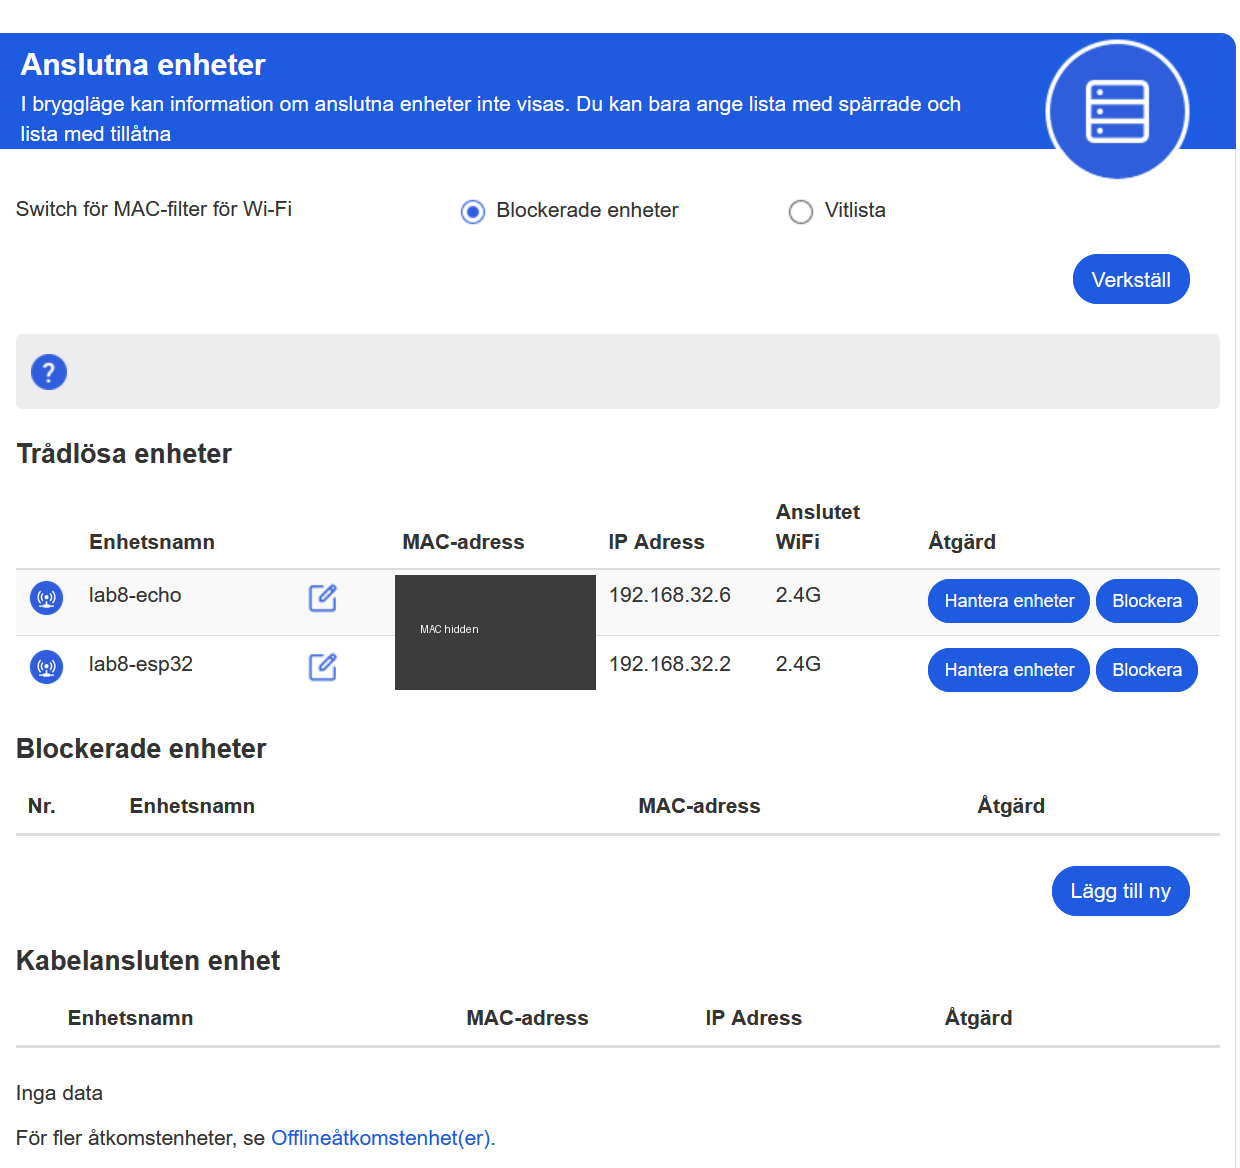 Anslutna enheter
I bryggläge kan information om anslutna enheter inte visas. Du kan bara ange lista med spärrade och
lista med tillåtna
Switch för MAC-filter för Wi-Fi
Blockerade enheter
Vitlista
Verkställ
?
Trådlösa enheter
Enhetsnamn MAC-adress IP Adress Anslutet WiFi Åtgärd
lab8-echo MAC hidden 192.168.32.6 2.4G Hantera enheter Blockera
lab8-esp32 192.168.32.2 2.4G Hantera enheter Blockera
Blockerade enheter
Nr. Enhetsnamn MAC-adress Åtgärd
Lägg till ny
Kabelansluten enhet
Enhetsnamn MAC-adress IP Adress Åtgärd
Inga data
För fler åtkomstenheter, se Offlineåtkomstenhet(er).